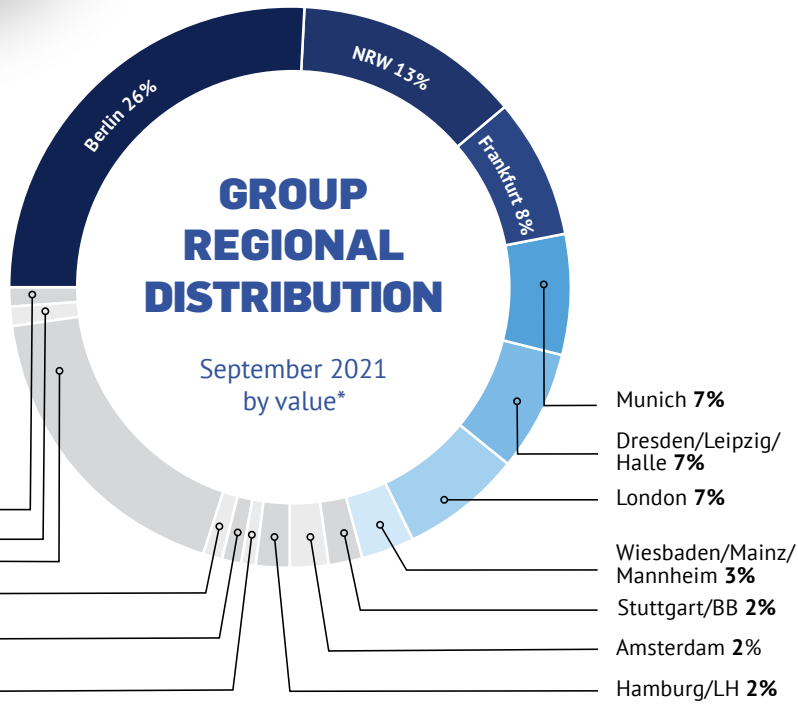 Berlin 26%
NRW 13%
Frankfurt 8%
GROUP
REGIONAL
DISTRIBUTION
September 2021
by value*
Munich 7%
Dresden/Leipzig/
Halle 7%
London 7%
Wiesbaden/Mainz/
Mannheim 3%
Stuttgart/BB 2%
Amsterdam 2%
Hamburg/LH 2%